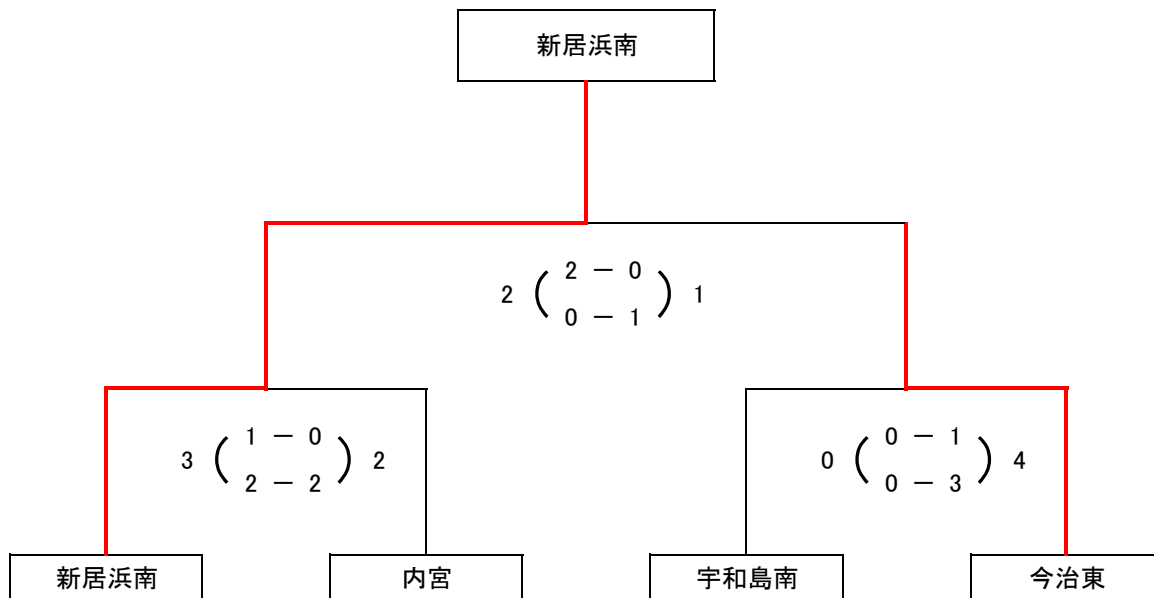 新居浜南
2 ( 2 － 0 ) 1
0 － 1
3 ( 1 － 0 ) 2
2 － 2
0 ( 0 － 1 ) 4
0 － 3
新居浜南 内宮 宇和島南 今治東